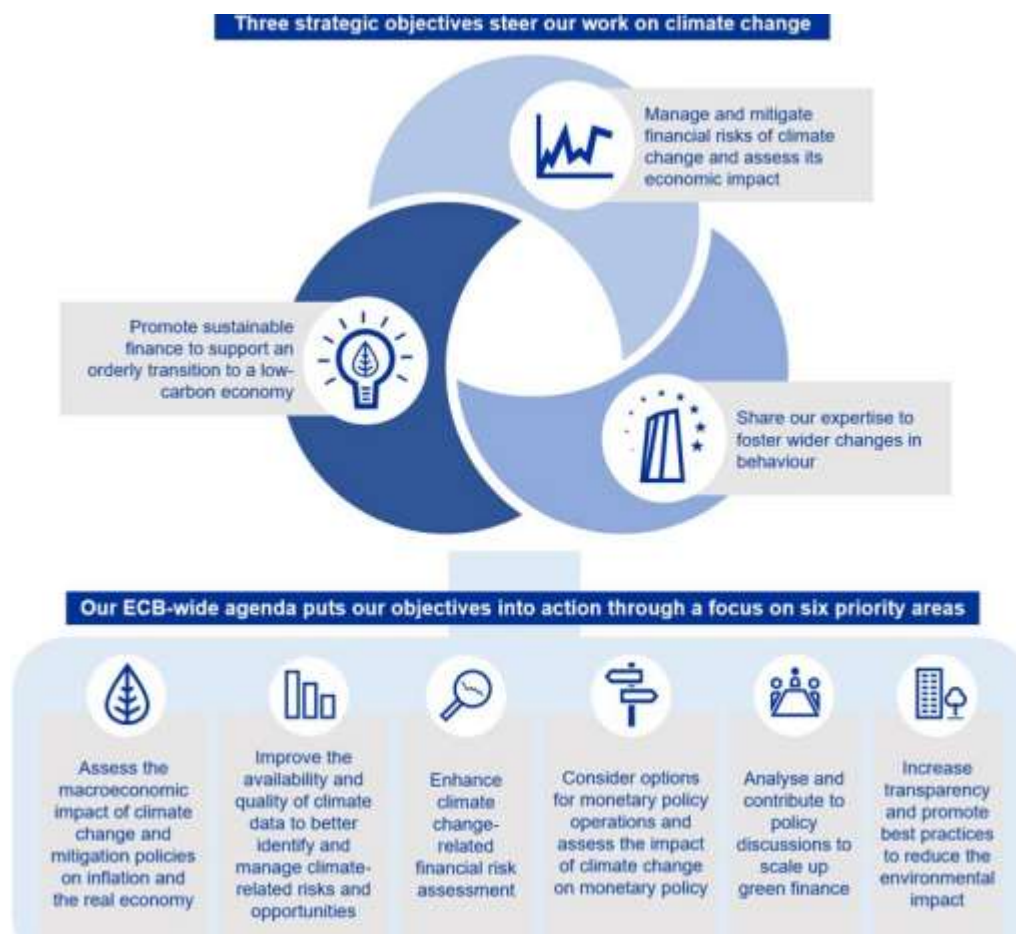 Three strategic objectives steer our work on climate change
Manage and mitigate
financial risks of climate
change and assess its
economic impact
Promote sustainable
finance to support an
orderly transition to a low-
carbon economy
Share our expertise to
foster wider changes in
behaviour
Our ECB-wide agenda puts our objectives into action through a focus on six priority areas
Assess the
macroeconomic
impact of climate
change and
mitigation policies
on inflation and
the real economy
Improve the
availability and
quality of climate
data to better
identify and
manage climate-
related risks and
opportunities
Enhance
climate
change-
related
financial risk
assessment
Consider options
for monetary policy
operations and
assess the impact
of climate change
on monetary policy
Analyse and
contribute to
policy
discussions to
scale up
green finance
Increase
transparency
and promote
best practices
to reduce the
environmental
impact